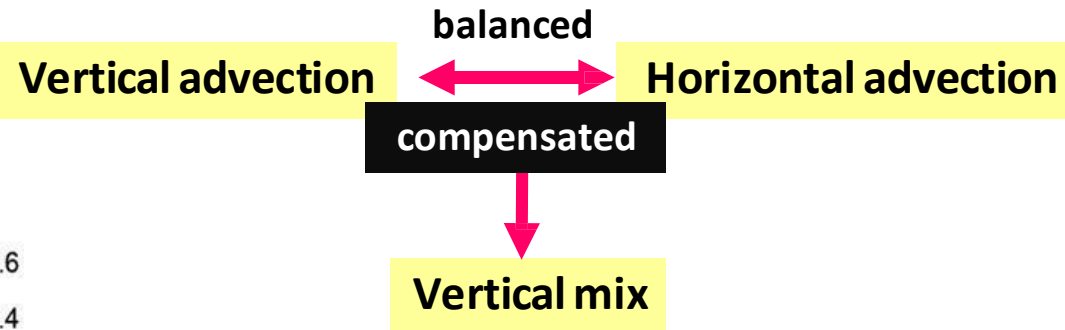 balanced
Vertical advection Horizontal advection
compensated
.6
Vertical mix
.4